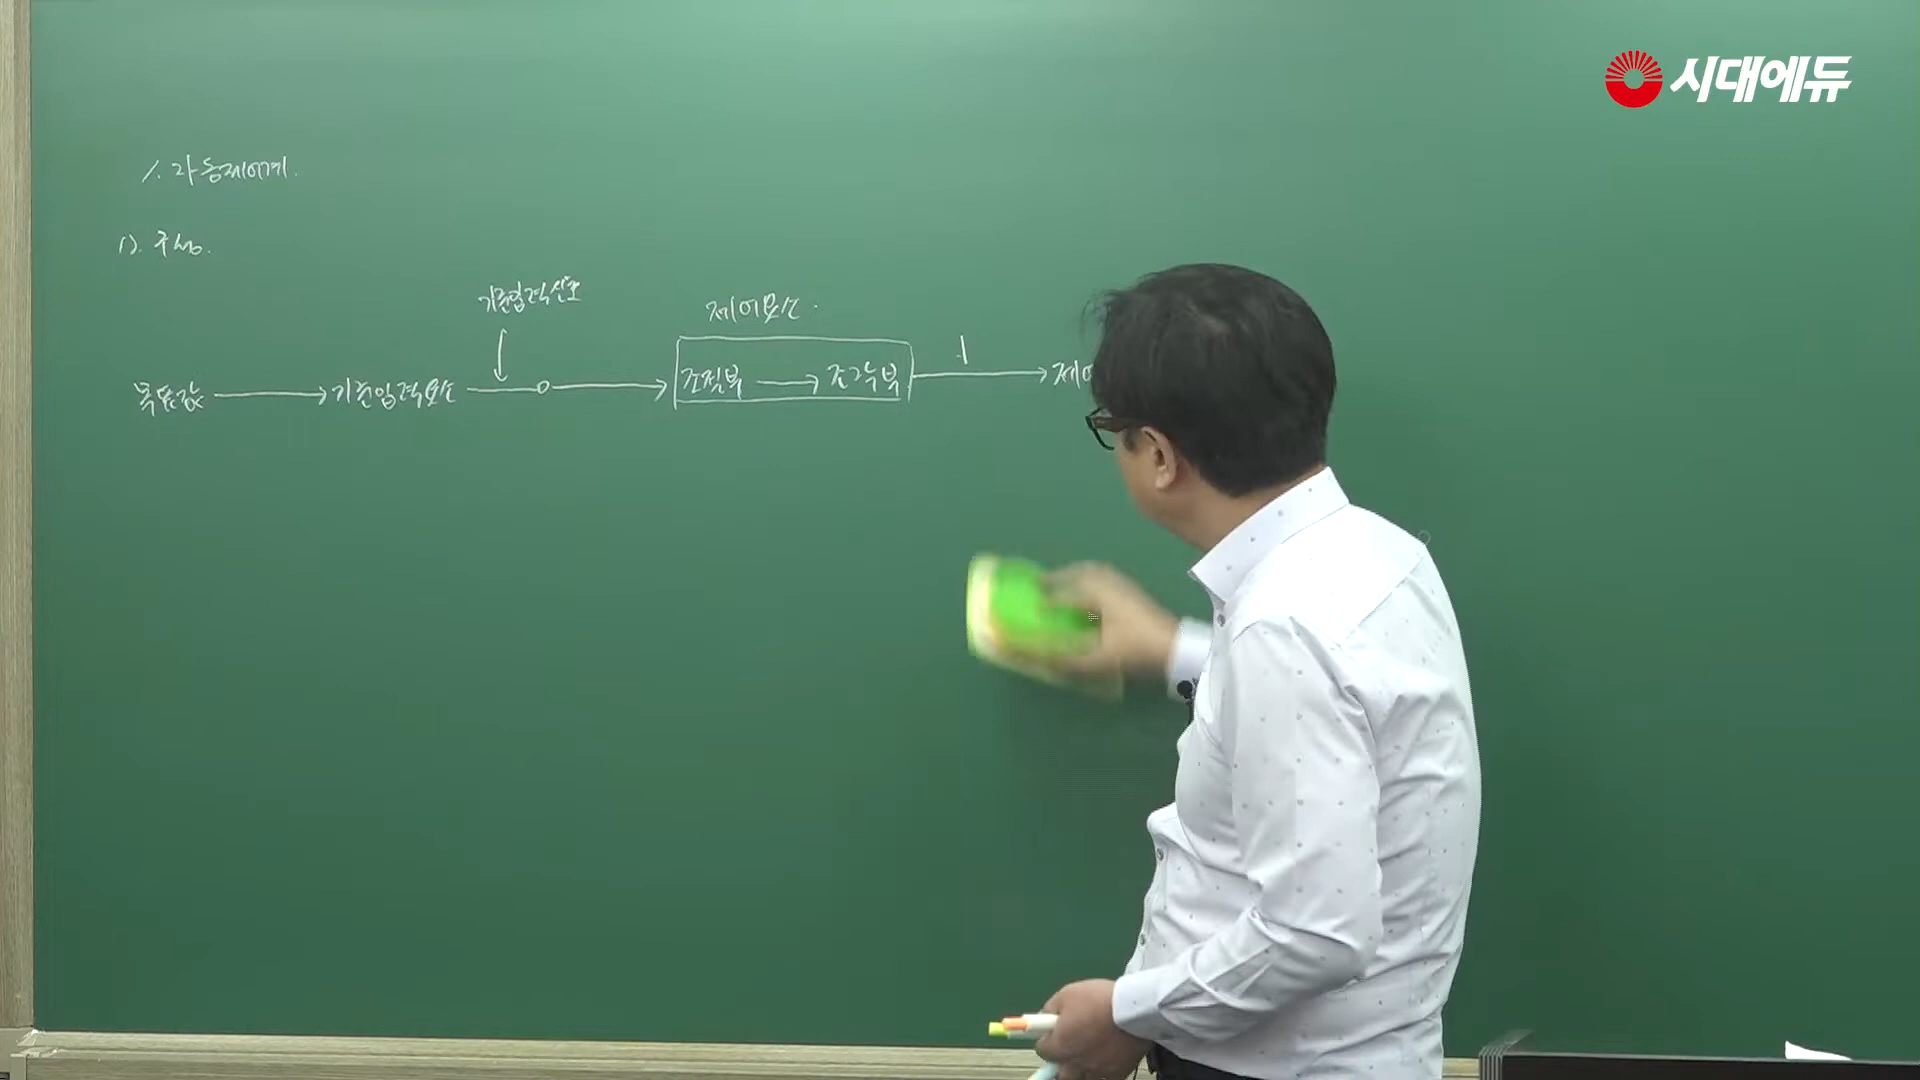 시대에듀
1. 자동제어계.
1). 구성.
기준입력신호
제어요소.
목표값 → 기준입력요소 → 조절부 → 조작부 → 제어